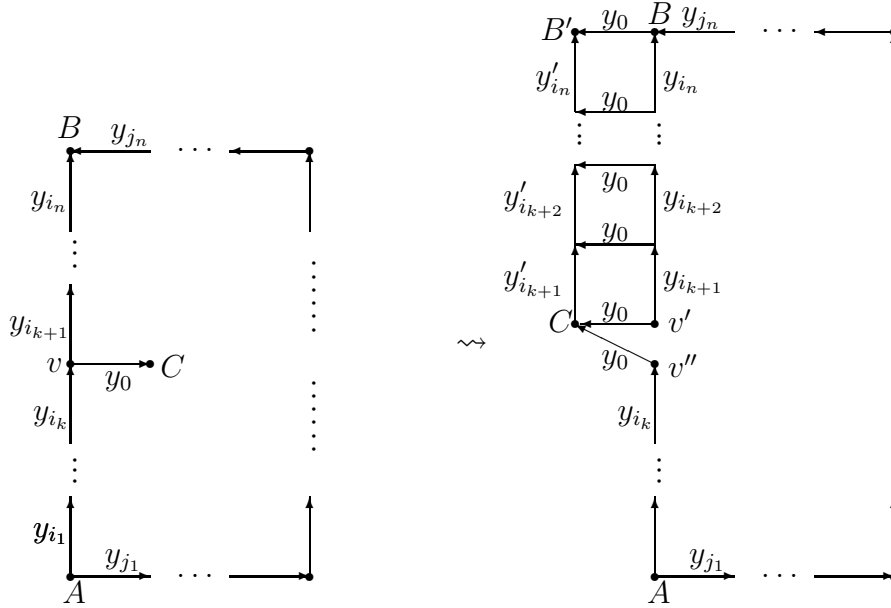 B' y_0 B y_{j_n} ···
y'_{i_n} y_{i_n}
y_0
B y_{j_n} ··· ⋮ ⋮
y_0
y_{i_n} y'_{i_{k+2}} y_{i_{k+2}}
⋮ y_0
y'_{i_{k+1}} y_{i_{k+1}}
y_{i_{k+1}} C y_0 v'
⇝
v y_0 C y_0 v''
y_{i_k} y_{i_k}
⋮ ⋮
y_{i_1}
y_{j_1} ··· y_{j_1} ···
A A